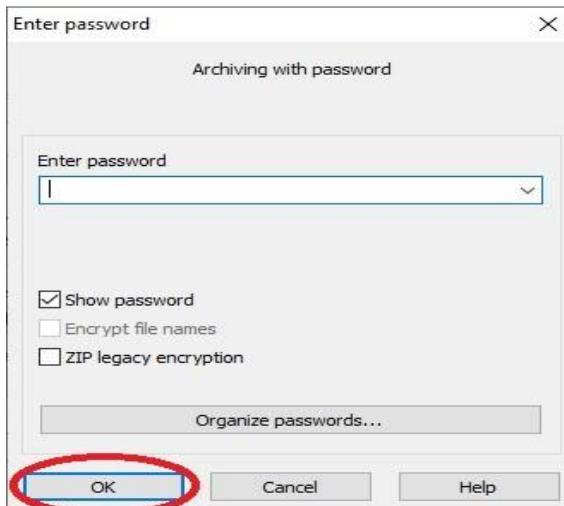 Enter password
Archiving with password
Enter password
Show password
Encrypt file names
ZIP legacy encryption
Organize passwords...
OK Cancel Help